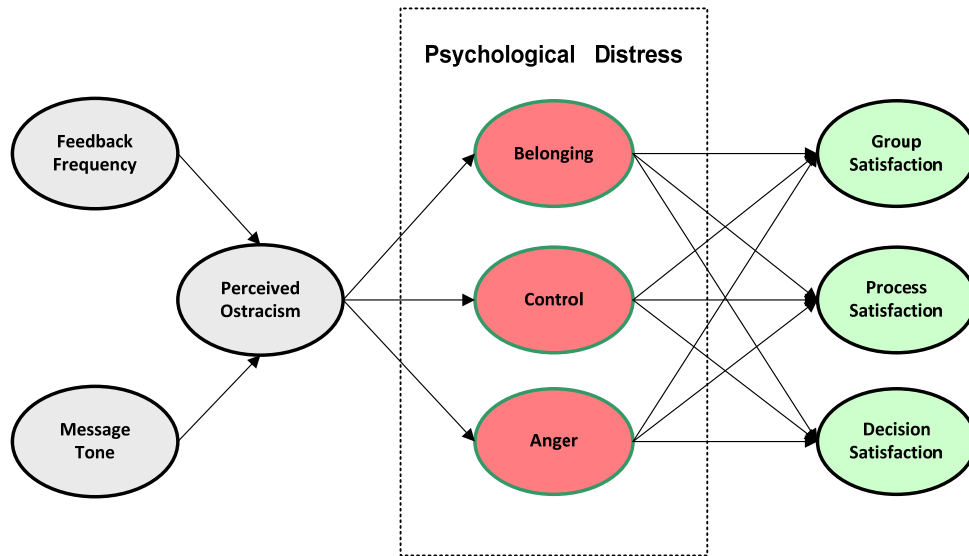 Psychological Distress
Feedback
Frequency
Belonging
Group
Satisfaction
Perceived
Ostracism
Control
Process
Satisfaction
Message
Tone
Anger
Decision
Satisfaction